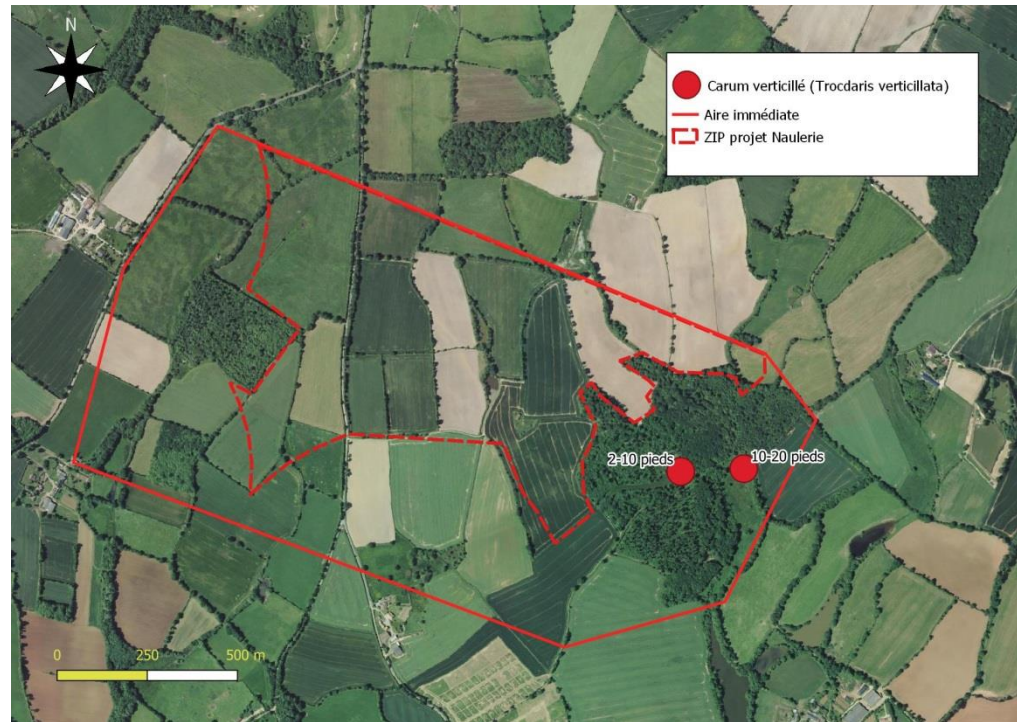 N
Carum verticillé (Trocdaris verticillata)
Aire immédiate
ZIP projet Naulerie
2-10 pieds
10-20 pieds
0 250 500 m